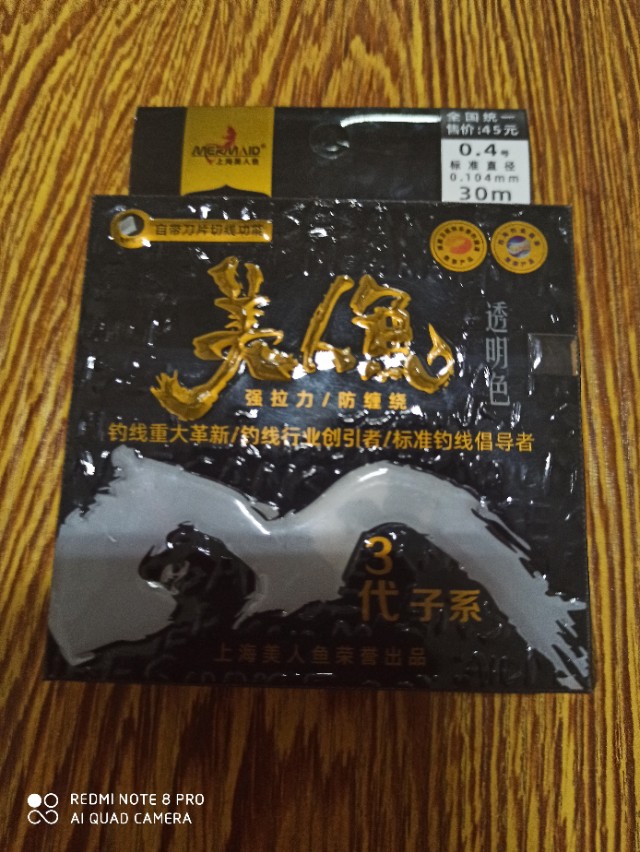 全国统一
售价:45元
0.4号
标准直径
0.104mm
30m
MERMAID®
上海美人鱼
自带刀片切线功能
美人鱼
透明色
强拉力/防缠绕
钓线重大革新/钓线行业创引者/标准钓线倡导者
3
代子系
上海美人鱼荣誉出品
REDMI NOTE 8 PRO
AI QUAD CAMERA